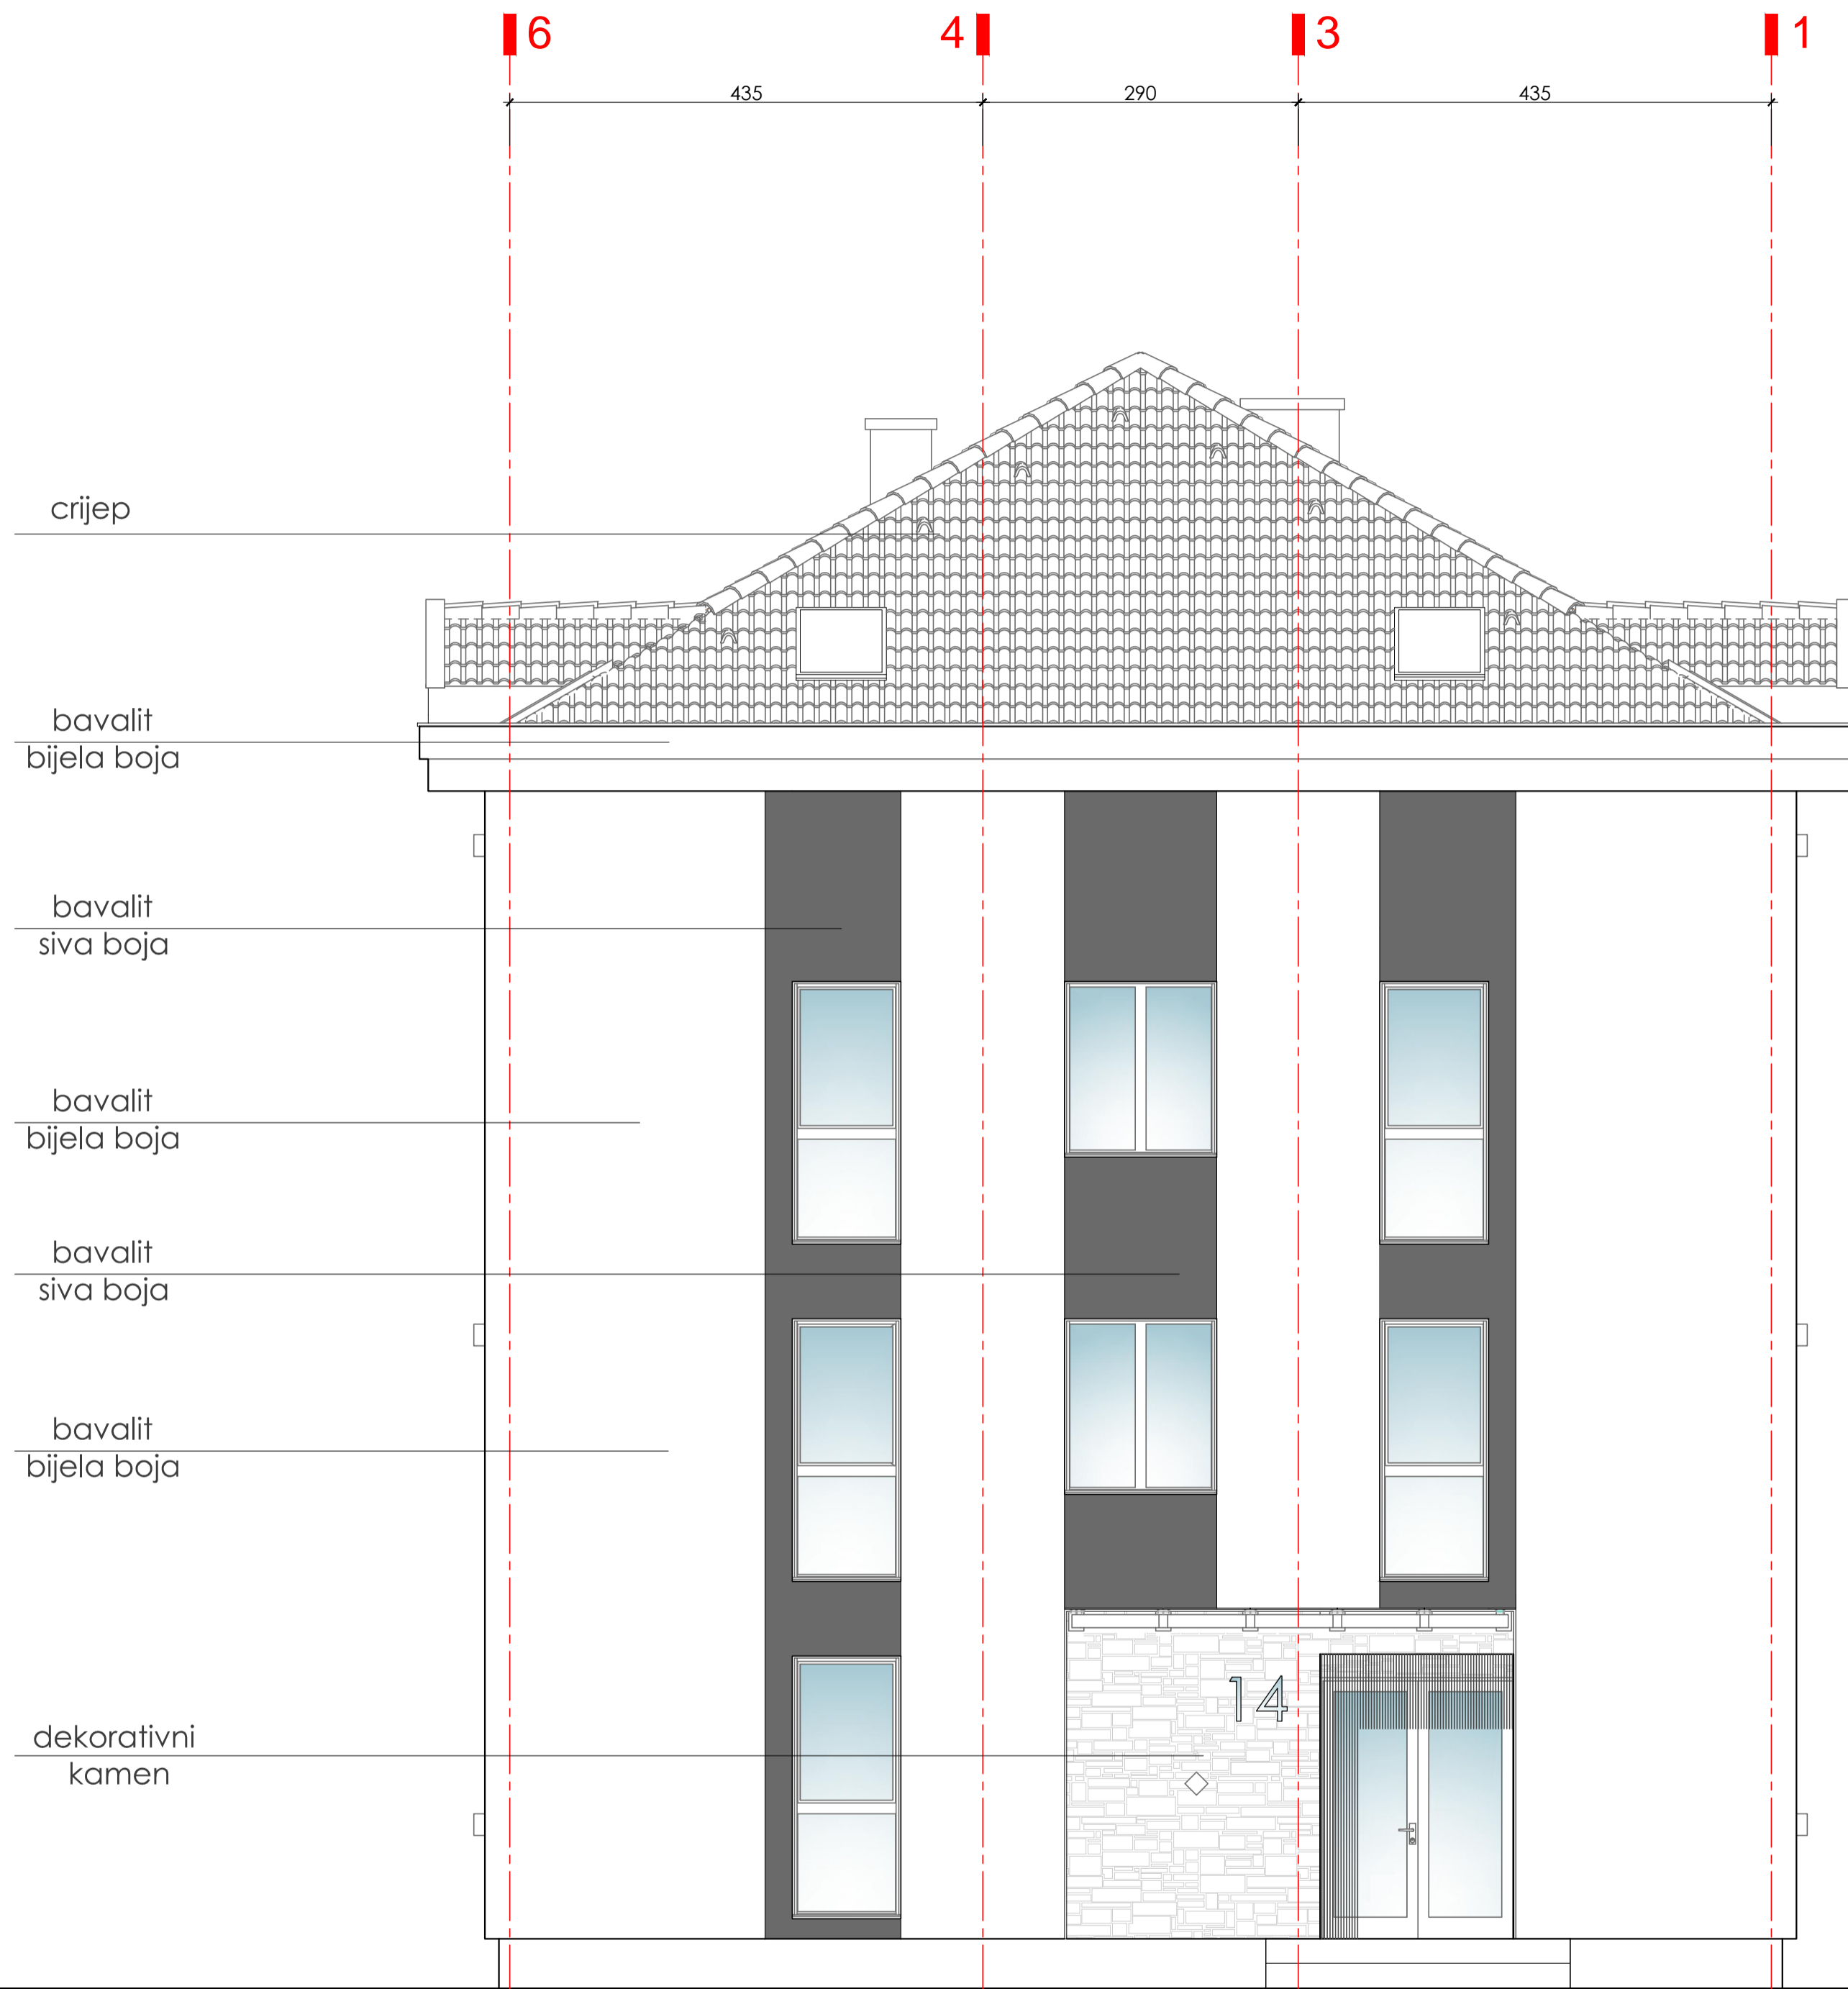 6
4
3
1
435
290
435
crijep
bavalit
bijela boja
bavalit
siva boja
bavalit
bijela boja
bavalit
siva boja
bavalit
bijela boja
14
dekorativni
kamen